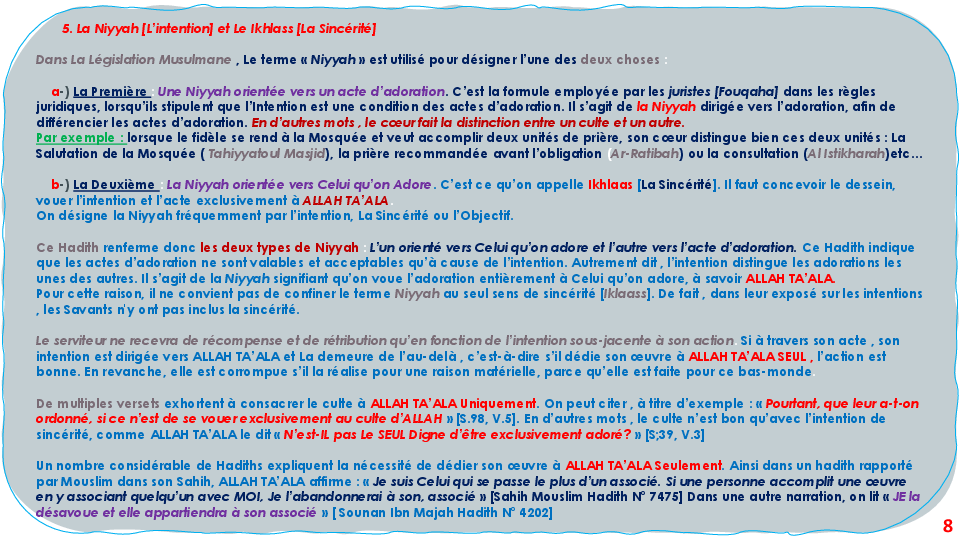 5. La Niyyah [L'intention] et Le Ikhlass [La Sincérité]
Dans La Législation Musulmane , Le terme « Niyyah » est utilisé pour désigner l'une des deux choses :
a-) La Première : Une Niyyah orientée vers un acte d'adoration. C'est la formule employée par les juristes [Fouqaha] dans les règles
juridiques, lorsqu'ils stipulent que l'Intention est une condition des actes d'adoration. Il s'agit de la Niyyah dirigée vers l'adoration, afin de
différencier les actes d'adoration. En d'autres mots , le cœur fait la distinction entre un culte et un autre.
Par exemple : lorsque le fidèle se rend à la Mosquée et veut accomplir deux unités de prière, son cœur distingue bien ces deux unités : La
Salutation de la Mosquée ( Tahiyyatoul Masjid), la prière recommandée avant l'obligation (Ar-Ratibah) ou la consultation (Al Istikharah)etc…
b-) La Deuxième : La Niyyah orientée vers Celui qu'on Adore. C'est ce qu'on appelle Ikhlaas [La Sincérité]. Il faut concevoir le dessein,
vouer l'intention et l'acte exclusivement à ALLAH TA'ALA.
On désigne la Niyyah fréquemment par l'intention, La Sincérité ou l'Objectif.
Ce Hadith renferme donc les deux types de Niyyah : L'un orienté vers Celui qu'on adore et l'autre vers l'acte d'adoration. Ce Hadith indique
que les actes d'adoration ne sont valables et acceptables qu'à cause de l'intention. Autrement dit , l'intention distingue les adorations les
unes des autres. Il s'agit de la Niyyah signifiant qu'on voue l'adoration entièrement à Celui qu'on adore, à savoir ALLAH TA'ALA.
Pour cette raison, il ne convient pas de confiner le terme Niyyah au seul sens de sincérité [Iklaass]. De fait , dans leur exposé sur les intentions
, les Savants n'y ont pas inclus la sincérité.
Le serviteur ne recevra de récompense et de rétribution qu'en fonction de l'intention sous-jacente à son action. Si à travers son acte , son
intention est dirigée vers ALLAH TA'ALA et La demeure de l'au-delà , c'est-à-dire s'il dédie son œuvre à ALLAH TA'ALA SEUL , l'action est
bonne. En revanche, elle est corrompue s'il la réalise pour une raison matérielle, parce qu'elle est faite pour ce bas-monde.
De multiples versets exhortent à consacrer le culte à ALLAH TA'ALA Uniquement. On peut citer , à titre d'exemple : « Pourtant, que leur a-t-on
ordonné, si ce n'est de se vouer exclusivement au culte d'ALLAH » [S.98, V.5]. En d'autres mots , le culte n'est bon qu'avec l'intention de
sincérité, comme ALLAH TA'ALA le dit « N'est-IL pas Le SEUL Digne d'être exclusivement adoré? » [S;39, V.3]
Un nombre considérable de Hadiths expliquent la nécessité de dédier son œuvre à ALLAH TA'ALA Seulement. Ainsi dans un hadith rapporté
par Mouslim dans son Sahih, ALLAH TA'ALA affirme : « Je suis Celui qui se passe le plus d'un associé. Si une personne accomplit une œuvre
en y associant quelqu'un avec MOI, Je l'abandonnerai à son, associé » [Sahih Mouslim Hadith N° 7475] Dans une autre narration, on lit « JE la
désavoue et elle appartiendra à son associé » [ Sounan Ibn Majah Hadith N° 4202]
8